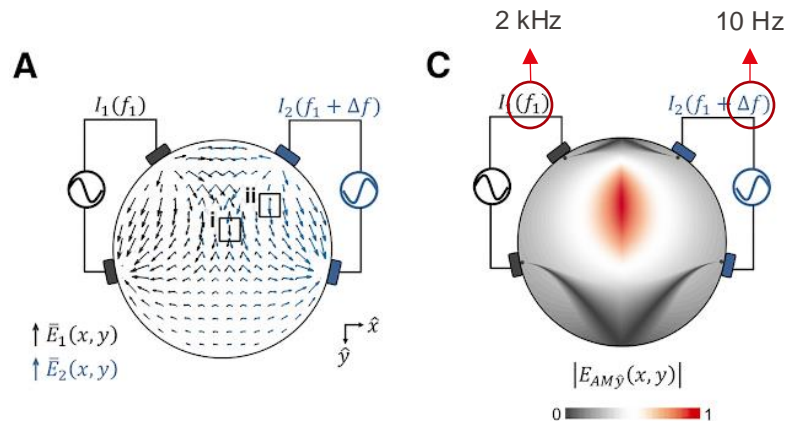 2 kHz
10 Hz
A
C
I₁(f₁)
I₂(f₁ + Δf)
I₁(f₁)
I₂(f₁ + Δf)
ii
i
Ē₁(x, y)
Ē₂(x, y)
x̂
ŷ
|E_AMŷ(x, y)|
0
1